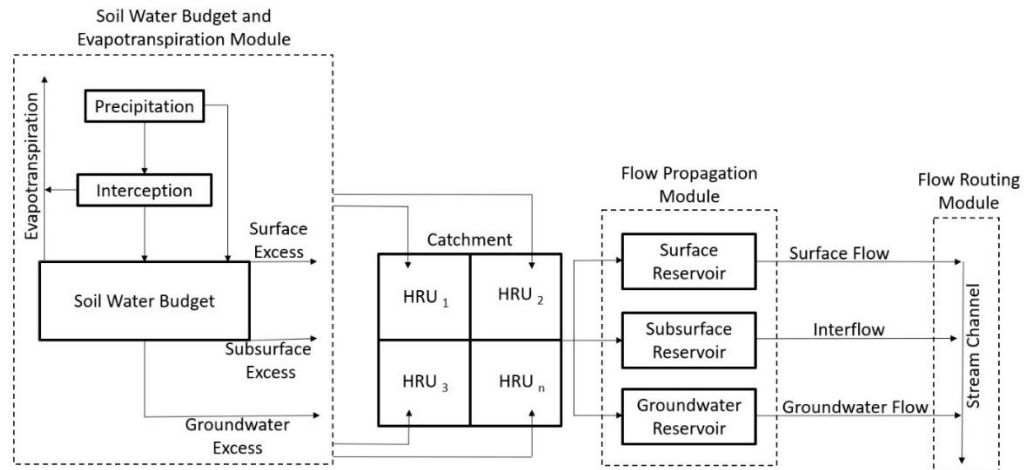 Soil Water Budget and
Evapotranspiration Module
Evapotranspiration
Precipitation
Interception
Soil Water Budget
Surface
Excess
Subsurface
Excess
Groundwater
Excess
Catchment
HRU 1
HRU 2
HRU 3
HRU n
Flow Propagation
Module
Surface
Reservoir
Subsurface
Reservoir
Groundwater
Reservoir
Surface Flow
Interflow
Groundwater Flow
Flow Routing
Module
Stream Channel